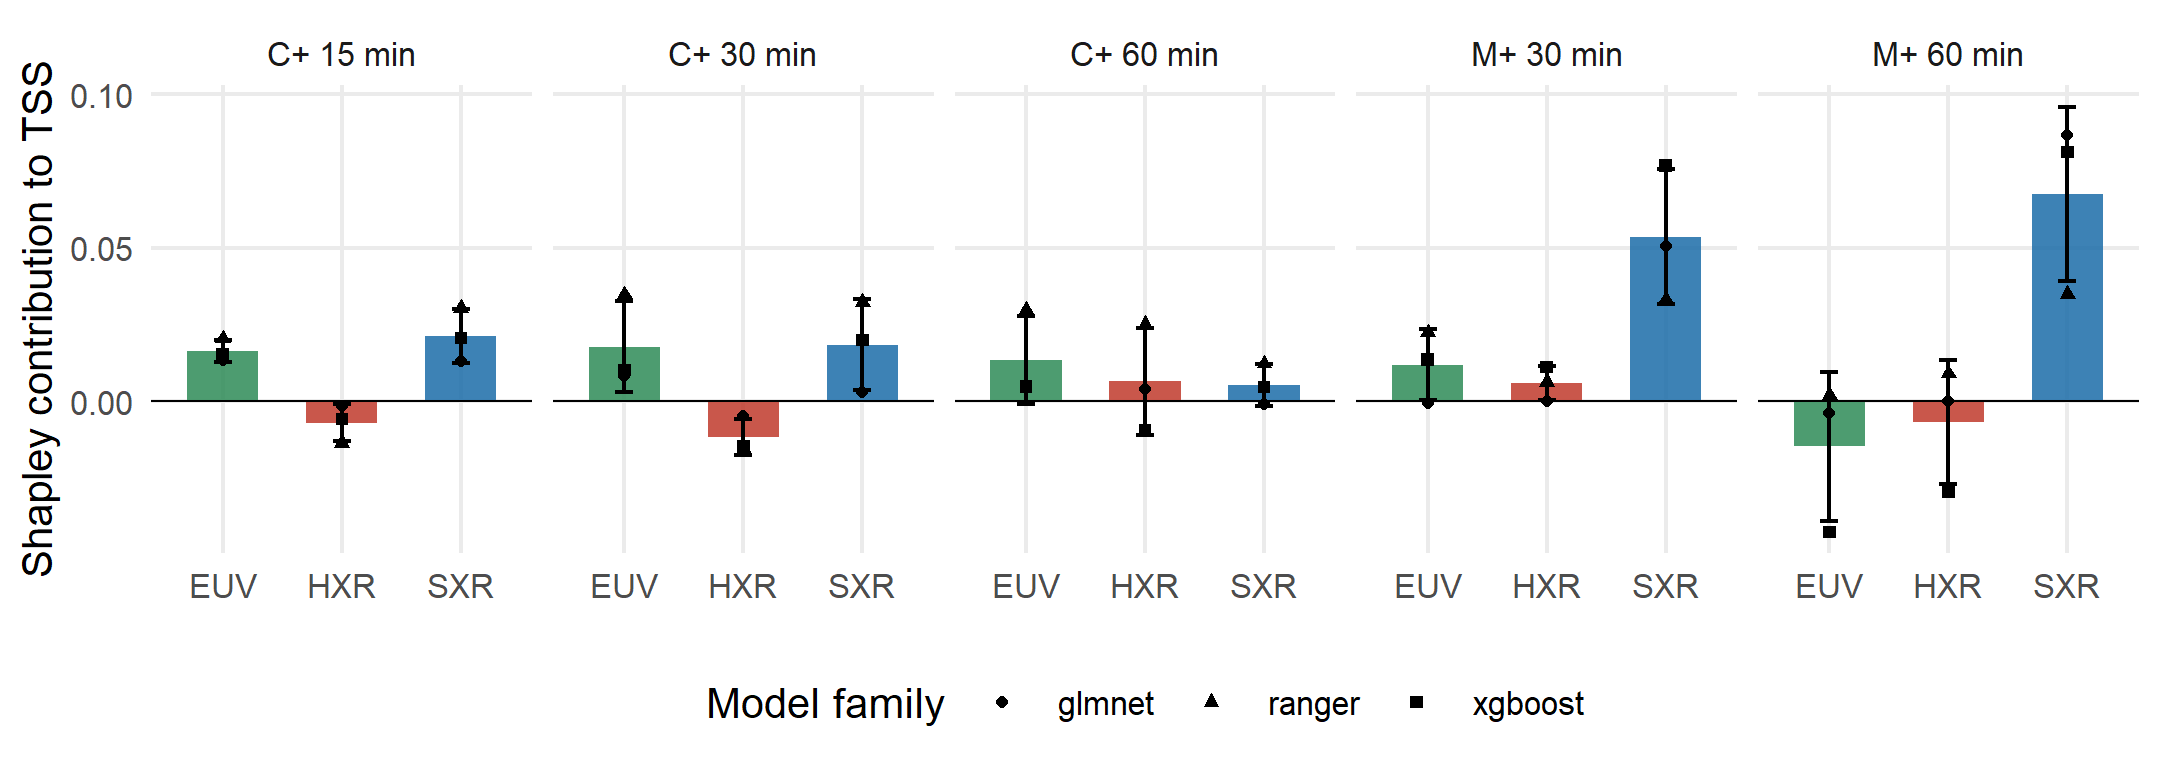 C+ 15 min C+ 30 min C+ 60 min M+ 30 min M+ 60 min
Shapley contribution to TSS
0.10
0.05
0.00
EUV HXR SXR EUV HXR SXR EUV HXR SXR EUV HXR SXR EUV HXR SXR
Model family glmnet ranger xgboost